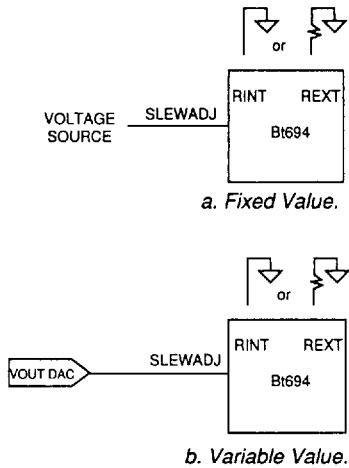 or
RINT REXT
VOLTAGE
SOURCE
SLEWADJ
Bt694
a. Fixed Value.
or
RINT REXT
VOUT DAC
SLEWADJ
Bt694
b. Variable Value.